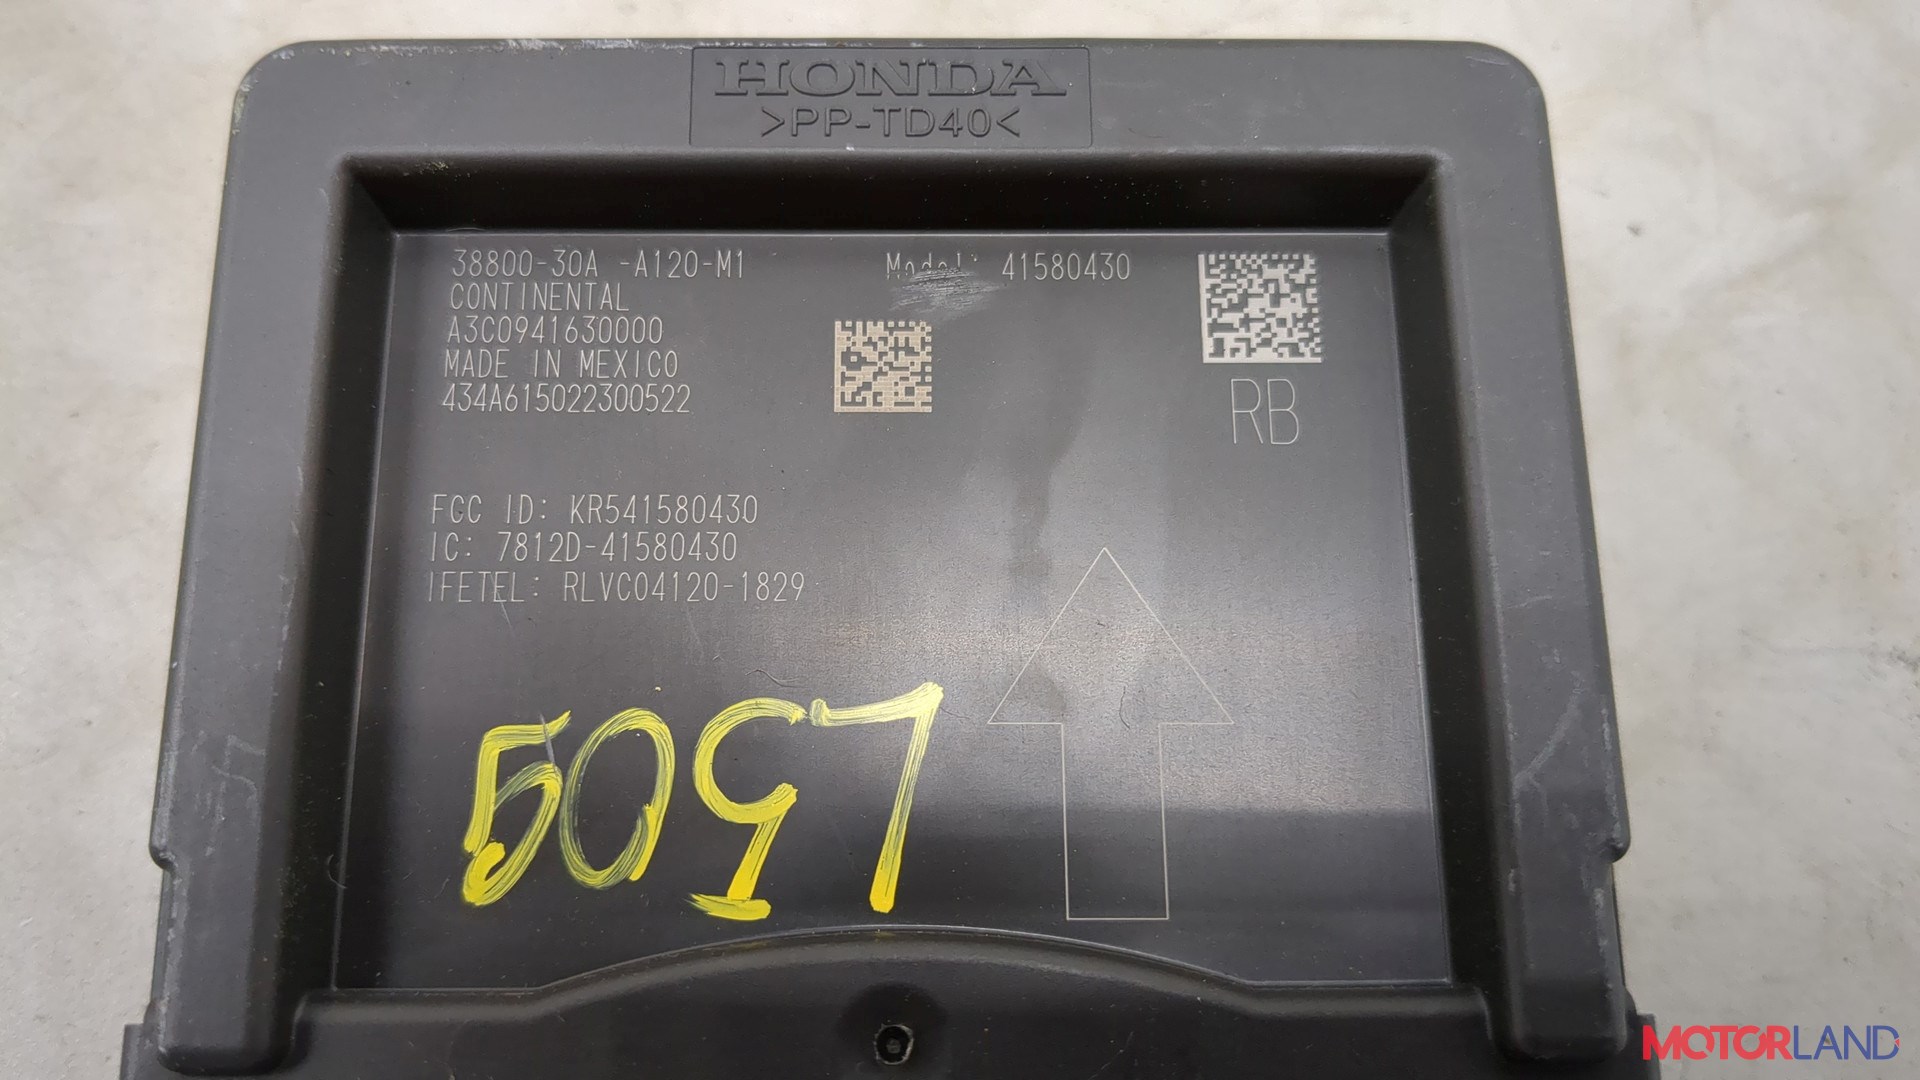 HONDA
>PP-TD40<
38800-30A -A120-M1
Model: 41580430
CONTINENTAL
A3C0941630000
MADE IN MEXICO
434A615022300522
RB
FCC ID: KR541580430
IC: 7812D-41580430
IFETEL: RLVC04120-1829
MOTORLAND